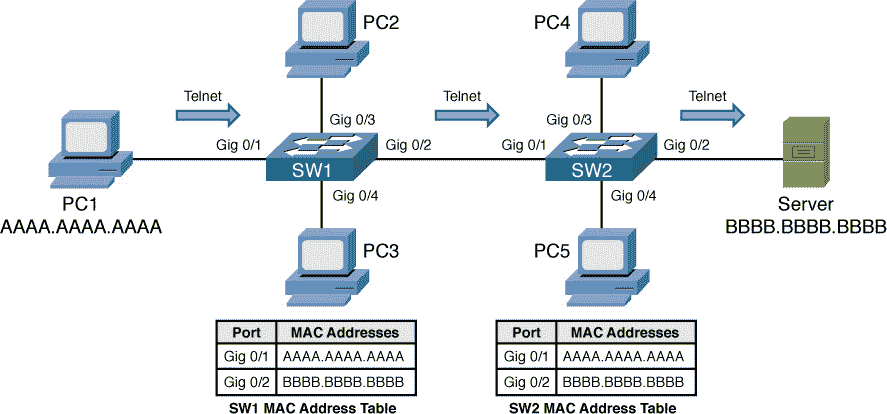 PC2
PC4
Telnet
Telnet
Telnet
Gig 0/3
Gig 0/3
Gig 0/1
Gig 0/2
Gig 0/1
Gig 0/2
SW1
SW2
Gig 0/4
Gig 0/4
PC1
Server
AAAA.AAAA.AAAA
BBBB.BBBB.BBBB
PC3
PC5
Port MAC Addresses
Gig 0/1 AAAA.AAAA.AAAA
Gig 0/2 BBBB.BBBB.BBBB
SW1 MAC Address Table
Port MAC Addresses
Gig 0/1 AAAA.AAAA.AAAA
Gig 0/2 BBBB.BBBB.BBBB
SW2 MAC Address Table